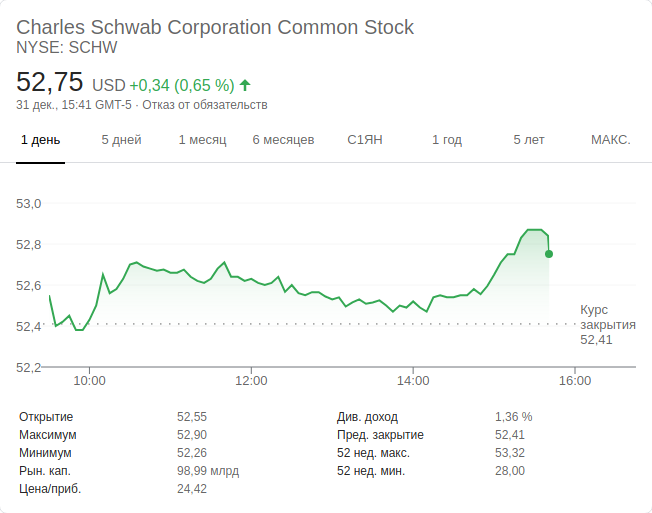 Charles Schwab Corporation Common Stock
NYSE: SCHW
52,75 USD +0,34 (0,65 %)
31 дек., 15:41 GMT-5 · Отказ от обязательств
1 день 5 дней 1 месяц 6 месяцев С1ЯН 1 год 5 лет МАКС.
53,0
52,8
52,6
52,4
52,2
Курс
закрытия
52,41
10:00 12:00 14:00 16:00
Открытие 52,55 Див. доход 1,36 %
Максимум 52,90 Пред. закрытие 52,41
Минимум 52,26 52 нед. макс. 53,32
Рын. кап. 98,99 млрд 52 нед. мин. 28,00
Цена/приб. 24,42